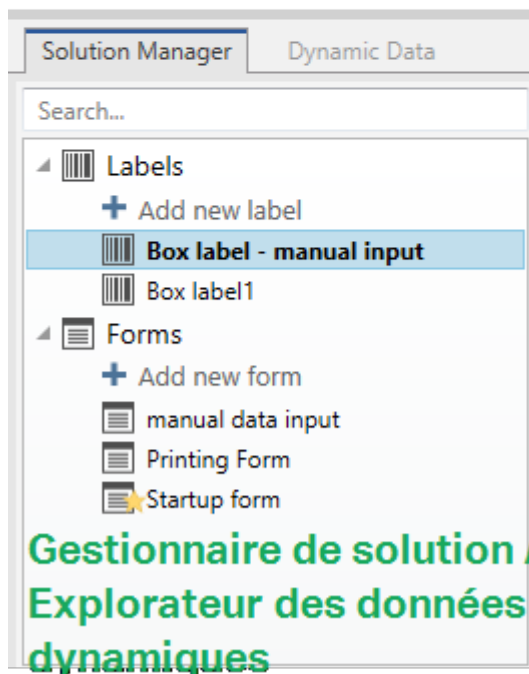 Solution Manager Dynamic Data
Search...
Labels
Add new label
Box label - manual input
Box label1
Forms
Add new form
manual data input
Printing Form
Startup form
Gestionnaire de solution /
Explorateur des données
dynamiques